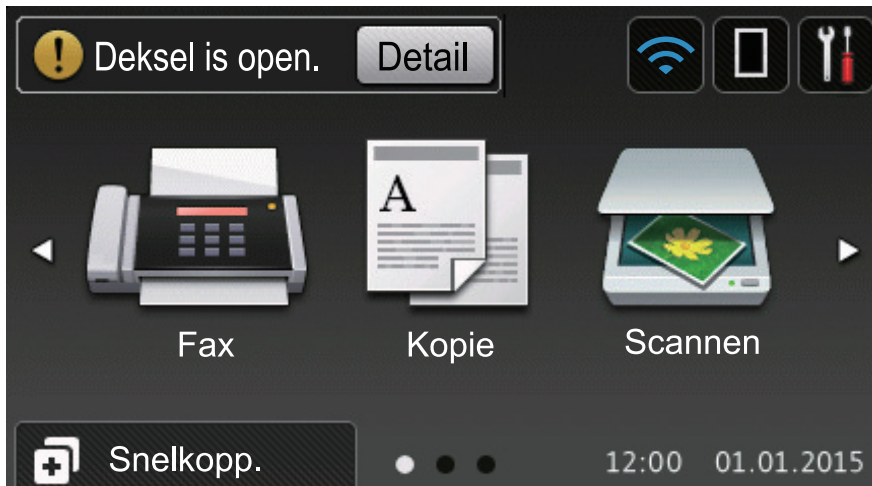 Deksel is open. Detail
A
Fax Kopie Scannen
Snelkopp. 12:00 01.01.2015